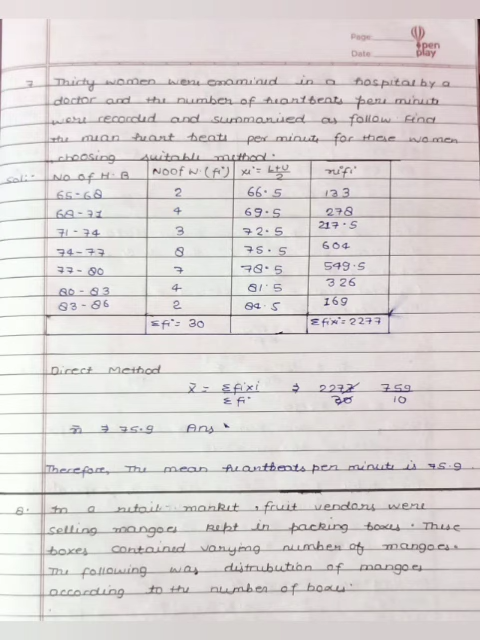 Page
Date
open play
7 Thirty women were examined in a hospital by a
doctor and the number of heartbeats per minute
were recorded and summarised as follow Find
the mean heart beats per minute for these women
choosing suitable method.
Soln:- No of H.B No of W.(fi) xi = L+U/2 xifi
65-68 2 66.5 133
68-71 4 69.5 278
71-74 3 72.5 217.5
74-77 8 75.5 604
77-80 7 78.5 549.5
80-83 4 81.5 326
83-86 2 84.5 169
Σfi = 30 Σfixi = 2277
Direct Method
x̄ = Σfixi/Σfi ⇒ 2277/30 759/10
x̄ ⇒ 75.9 Ans
Therefore, The mean heartbeats per minute is 75.9.
8. In a retail market, fruit vendors were
selling mangoes kept in packing boxes. These
boxes contained varying number of mangoes.
The following was distribution of mangoes
according to the number of boxes.